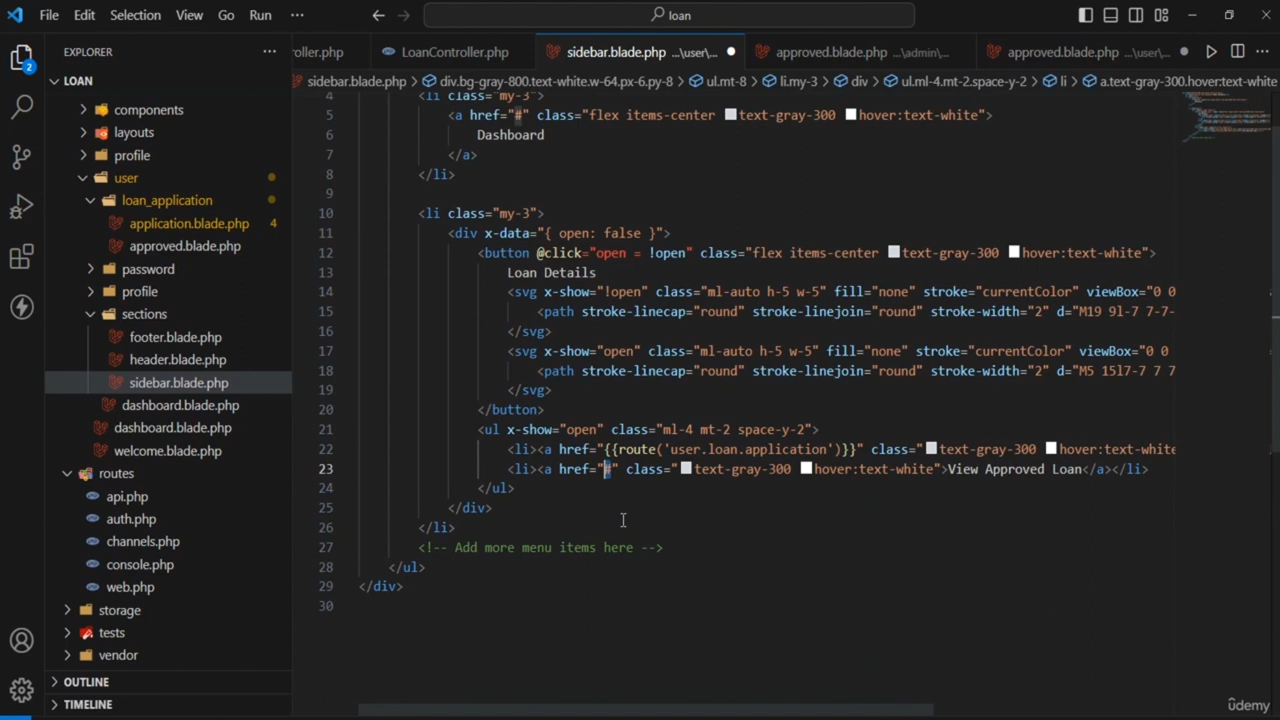 File Edit Selection View Go Run ··· loan
EXPLORER ···
LOAN
components
layouts
profile
user
loan_application
application.blade.php 4
approved.blade.php
password
profile
sections
footer.blade.php
header.blade.php
sidebar.blade.php
dashboard.blade.php
dashboard.blade.php
welcome.blade.php
routes
api.php
auth.php
channels.php
console.php
web.php
storage
tests
vendor
OUTLINE
TIMELINE
2
oller.php LoanController.php sidebar.blade.php ...\user\... approved.blade.php ...\admin\... approved.blade.php ...\user\...
sidebar.blade.php > div.bg-gray-800.text-white.w-64.px-6.py-8 > ul.mt-8 > li.my-3 > div > ul.ml-4.mt-2.space-y-2 > li > a.text-gray-300.hover:text-white
4 <li class="my-3">
5 <a href="#" class="flex items-center text-gray-300 hover:text-white">
6 Dashboard
7 </a>
8 </li>
9
10 <li class="my-3">
11 <div x-data="{ open: false }">
12 <button @click="open = !open" class="flex items-center text-gray-300 hover:text-white">
13 Loan Details
14 <svg x-show="!open" class="ml-auto h-5 w-5" fill="none" stroke="currentColor" viewBox="0 0
15 <path stroke-linecap="round" stroke-linejoin="round" stroke-width="2" d="M19 9l-7 7-7-
16 </svg>
17 <svg x-show="open" class="ml-auto h-5 w-5" fill="none" stroke="currentColor" viewBox="0 0
18 <path stroke-linecap="round" stroke-linejoin="round" stroke-width="2" d="M5 15l7-7 7 7
19 </svg>
20 </button>
21 <ul x-show="open" class="ml-4 mt-2 space-y-2">
22 <li><a href="{{route('user.loan.application')}}" class="text-gray-300 hover:text-white
23 <li><a href="#" class="text-gray-300 hover:text-white">View Approved Loan</a></li>
24 </ul>
25 </div>
26 </li>
27 <!-- Add more menu items here -->
28 </ul>
29 </div>
30
ûdemy